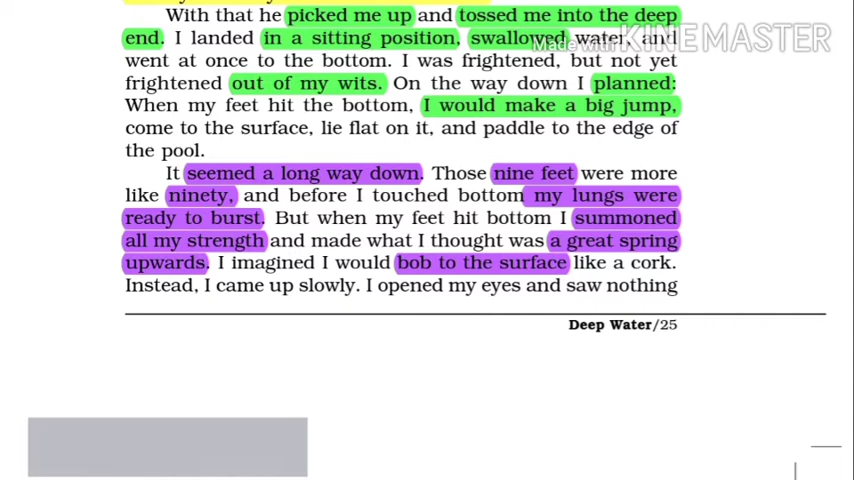 With that he picked me up and tossed me into the deep
end. I landed in a sitting position, swallowed water, and
Made with KINEMASTER
went at once to the bottom. I was frightened, but not yet
frightened out of my wits. On the way down I planned:
When my feet hit the bottom, I would make a big jump,
come to the surface, lie flat on it, and paddle to the edge of
the pool.
It seemed a long way down. Those nine feet were more
like ninety, and before I touched bottom my lungs were
ready to burst. But when my feet hit bottom I summoned
all my strength and made what I thought was a great spring
upwards. I imagined I would bob to the surface like a cork.
Instead, I came up slowly. I opened my eyes and saw nothing
Deep Water/25